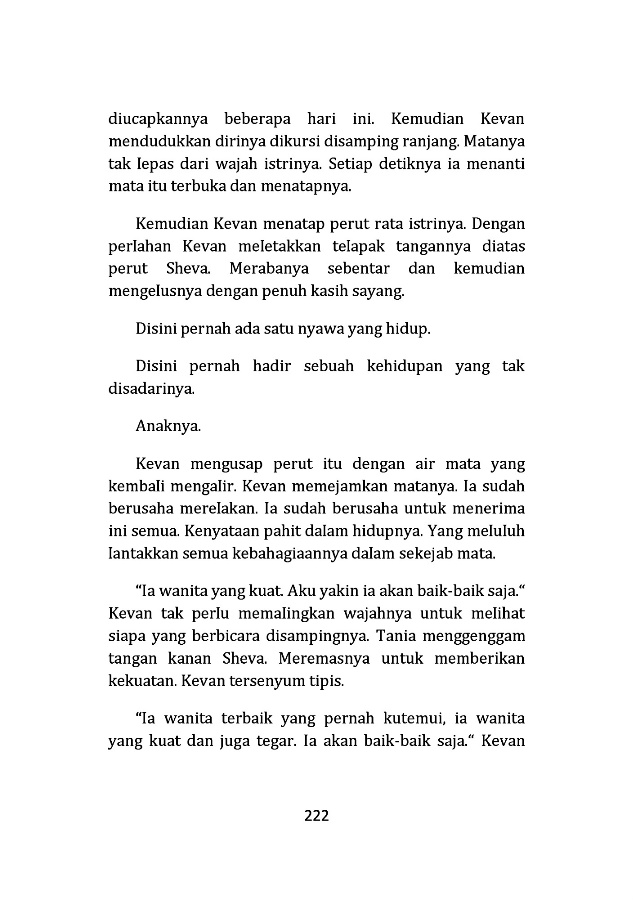 diucapkannya beberapa hari ini. Kemudian Kevan
mendudukkan dirinya dikursi disamping ranjang. Matanya
tak lepas dari wajah istrinya. Setiap detiknya ia menanti
mata itu terbuka dan menatapnya.
Kemudian Kevan menatap perut rata istrinya. Dengan
perlahan Kevan meletakkan telapak tangannya diatas
perut Sheva. Merabanya sebentar dan kemudian
mengelusnya dengan penuh kasih sayang.
Disini pernah ada satu nyawa yang hidup.
Disini pernah hadir sebuah kehidupan yang tak
disadarinya.
Anaknya.
Kevan mengusap perut itu dengan air mata yang
kembali mengalir. Kevan memejamkan matanya. Ia sudah
berusaha merelakan. Ia sudah berusaha untuk menerima
ini semua. Kenyataan pahit dalam hidupnya. Yang meluluh
lantakkan semua kebahagiaannya dalam sekejab mata.
“Ia wanita yang kuat. Aku yakin ia akan baik-baik saja.“
Kevan tak perlu memalingkan wajahnya untuk melihat
siapa yang berbicara disampingnya. Tania menggenggam
tangan kanan Sheva. Meremasnya untuk memberikan
kekuatan. Kevan tersenyum tipis.
“Ia wanita terbaik yang pernah kutemui, ia wanita
yang kuat dan juga tegar. Ia akan baik-baik saja.“ Kevan
222